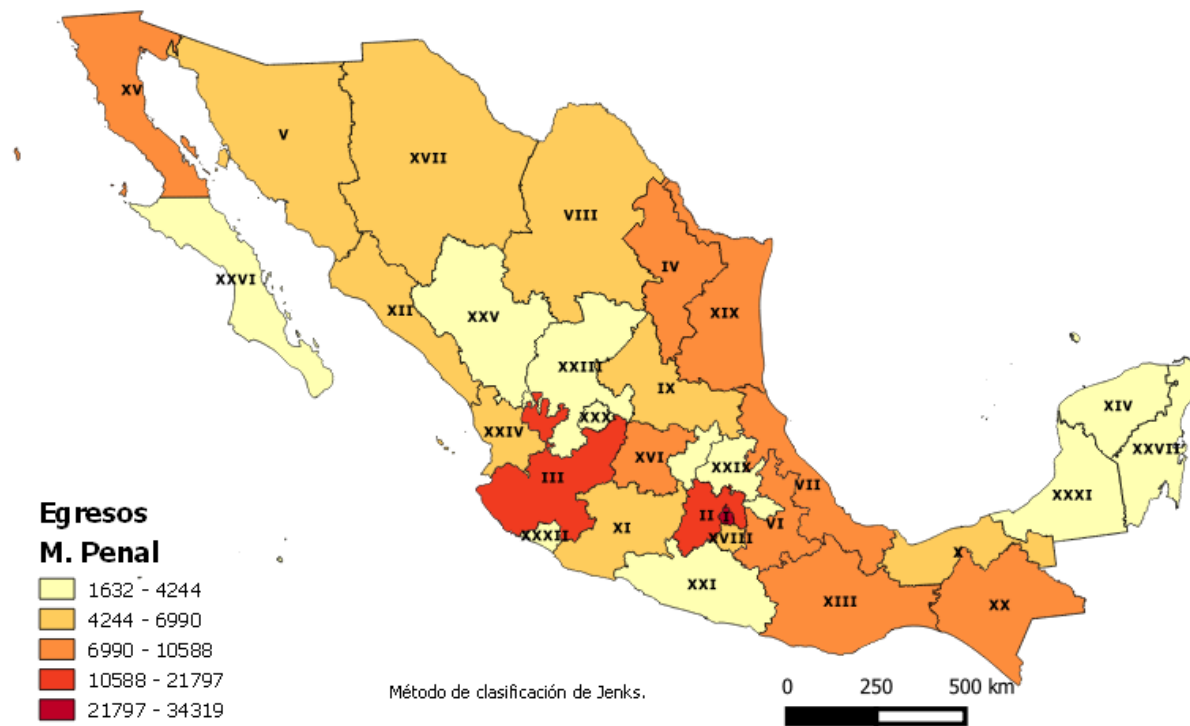 XV
V
XVII
VIII
IV
XXVI
XII
XXV
XIX
XXIII
IX
XXIV
XXX
XIV
XXVII
XVI
XXIX
III
VII
XXXI
II
I
XXXII
XI
XVIII
VI
X
XXI
XIII
XX
Egresos
M. Penal
1632 - 4244
4244 - 6990
6990 - 10588
10588 - 21797
21797 - 34319
Método de clasificación de Jenks.
0 250 500 km